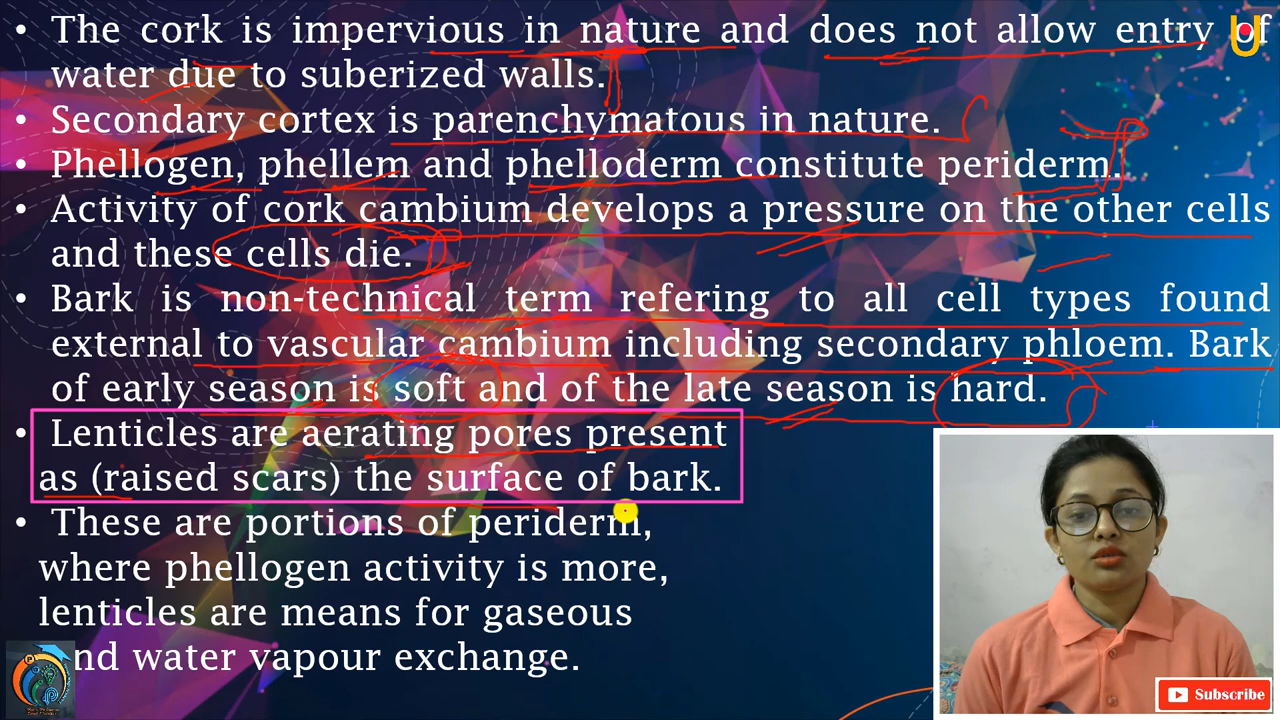 • The cork is impervious in nature and does not allow entry of
water due to suberized walls.
• Secondary cortex is parenchymatous in nature.
• Phellogen, phellem and phelloderm constitute periderm.
• Activity of cork cambium develops a pressure on the other cells
and these cells die.
• Bark is non-technical term refering to all cell types found
external to vascular cambium including secondary phloem. Bark
of early season is soft and of the late season is hard.
• Lenticles are aerating pores present
as (raised scars) the surface of bark.
• These are portions of periderm,
where phellogen activity is more,
lenticles are means for gaseous
and water vapour exchange.
Subscribe